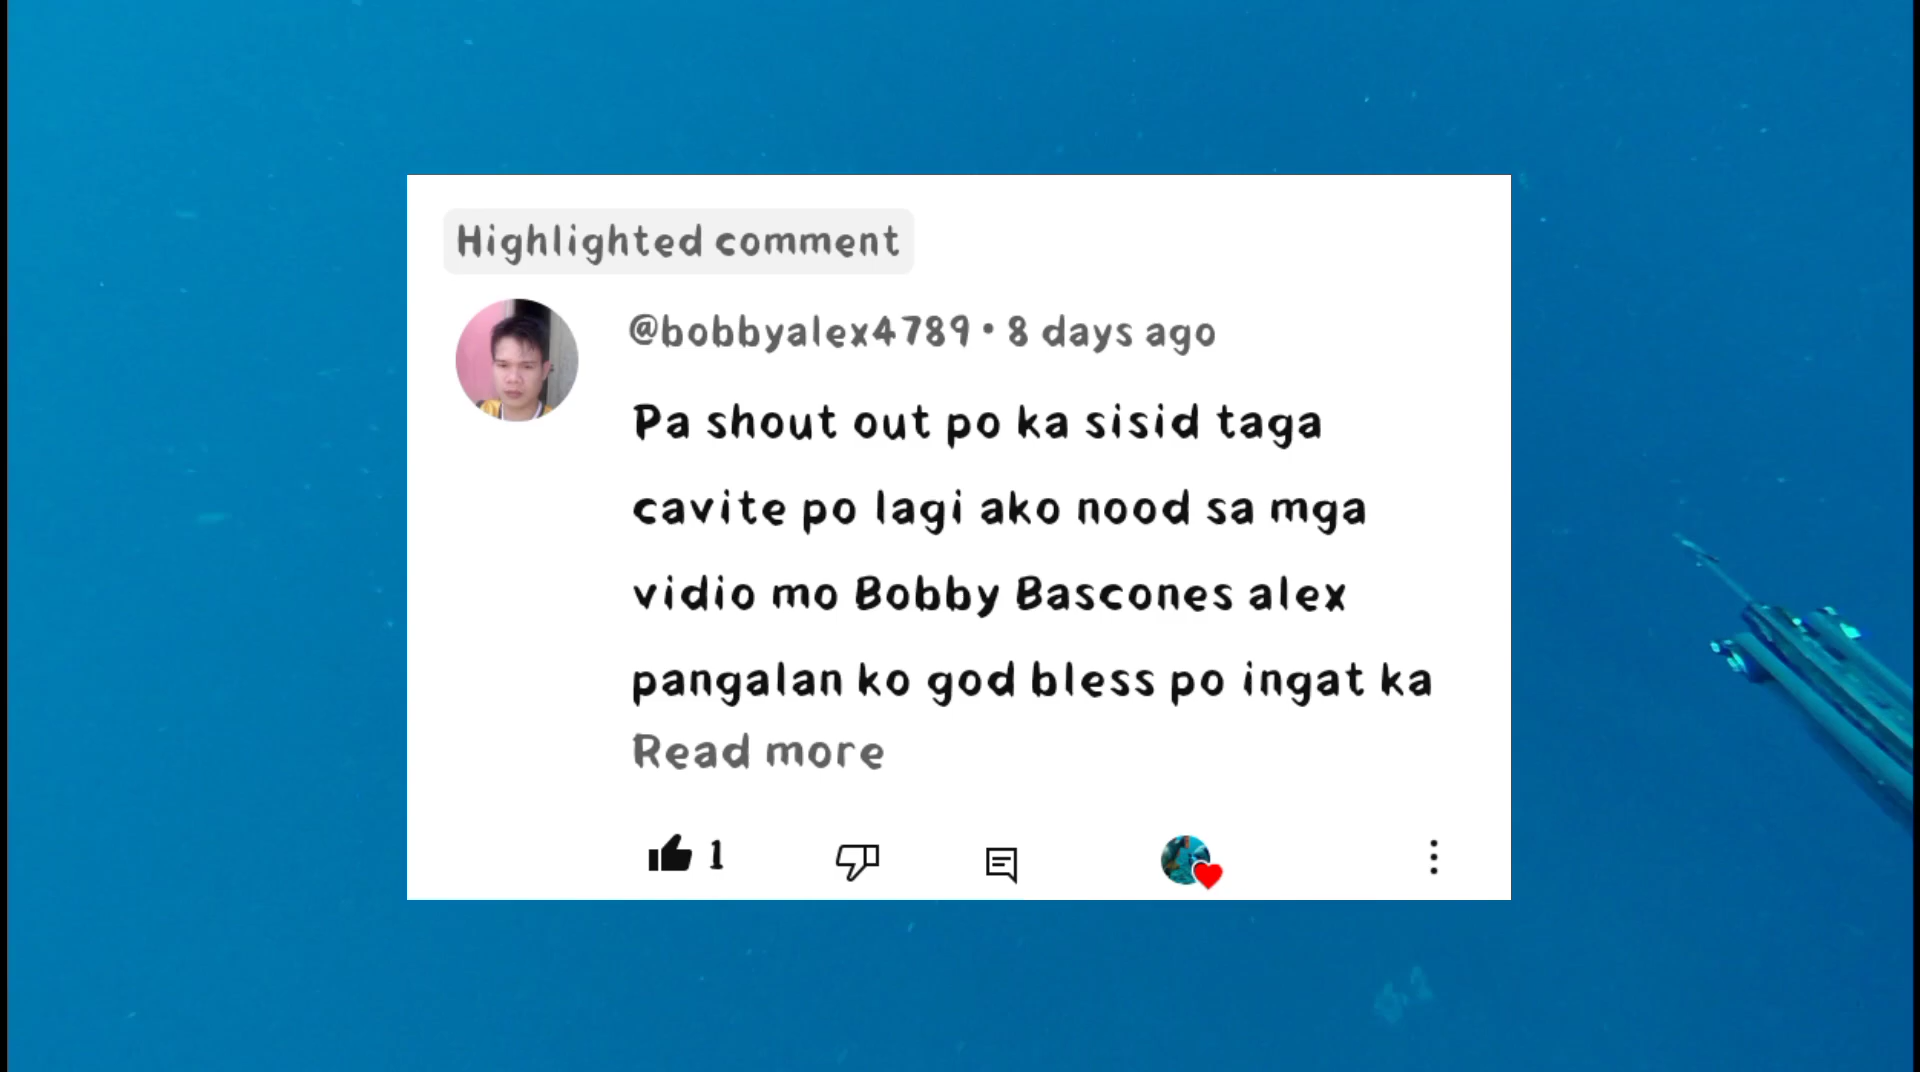 Highlighted comment
@bobbyalex4789 • 8 days ago
Pa shout out po ka sisid taga
cavite po lagi ako nood sa mga
vidio mo Bobby Bascones alex
pangalan ko god bless po ingat ka
Read more
1